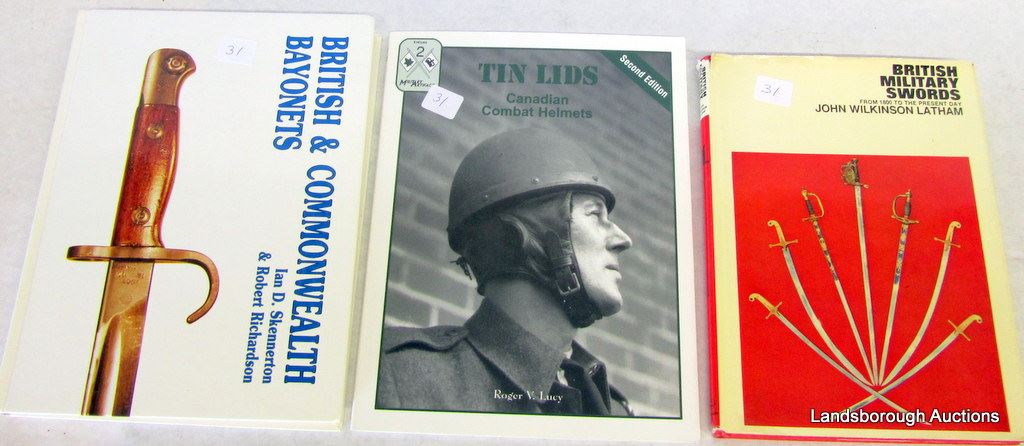 31
BRITISH & COMMONWEALTH
BAYONETS
Ian D. Skennerton
& Robert Richardson
2
31
TIN LIDS
Second Edition
Canadian
Combat Helmets
Roger V. Lucy
31
BRITISH
MILITARY
SWORDS
FROM 1800 TO THE PRESENT DAY
JOHN WILKINSON LATHAM
Landsborough Auctions